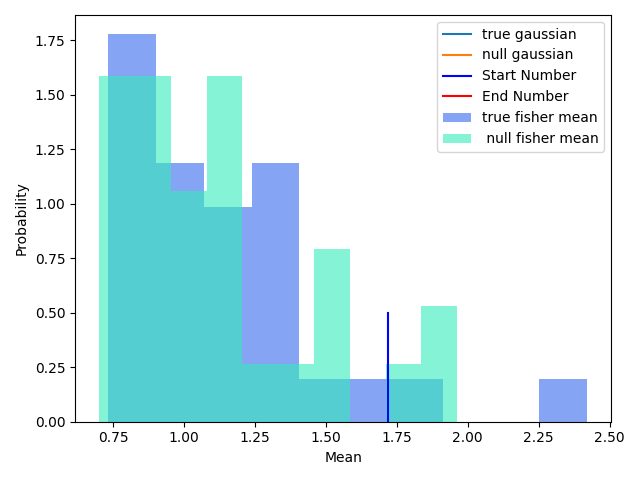 true gaussian
null gaussian
Start Number
End Number
true fisher mean
null fisher mean
Probability
1.75
1.50
1.25
1.00
0.75
0.50
0.25
0.00
0.75 1.00 1.25 1.50 1.75 2.00 2.25 2.50
Mean